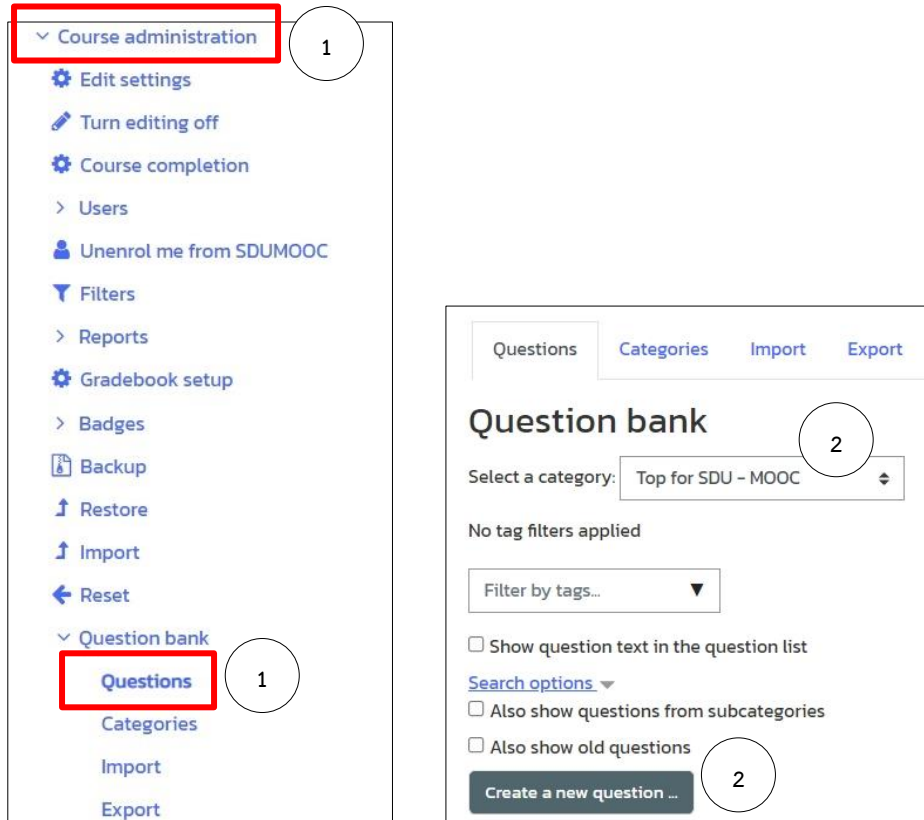 Course administration
1
Edit settings
Turn editing off
Course completion
Users
Unenrol me from SDUMOOC
Filters
Reports
Gradebook setup
Badges
Backup
Restore
Import
Reset
Question bank
Questions
1
Categories
Import
Export
Questions Categories Import Export
Question bank
2
Select a category: Top for SDU - MOOC
No tag filters applied
Filter by tags... ▼
Show question text in the question list
Search options
Also show questions from subcategories
Also show old questions
Create a new question ...
2